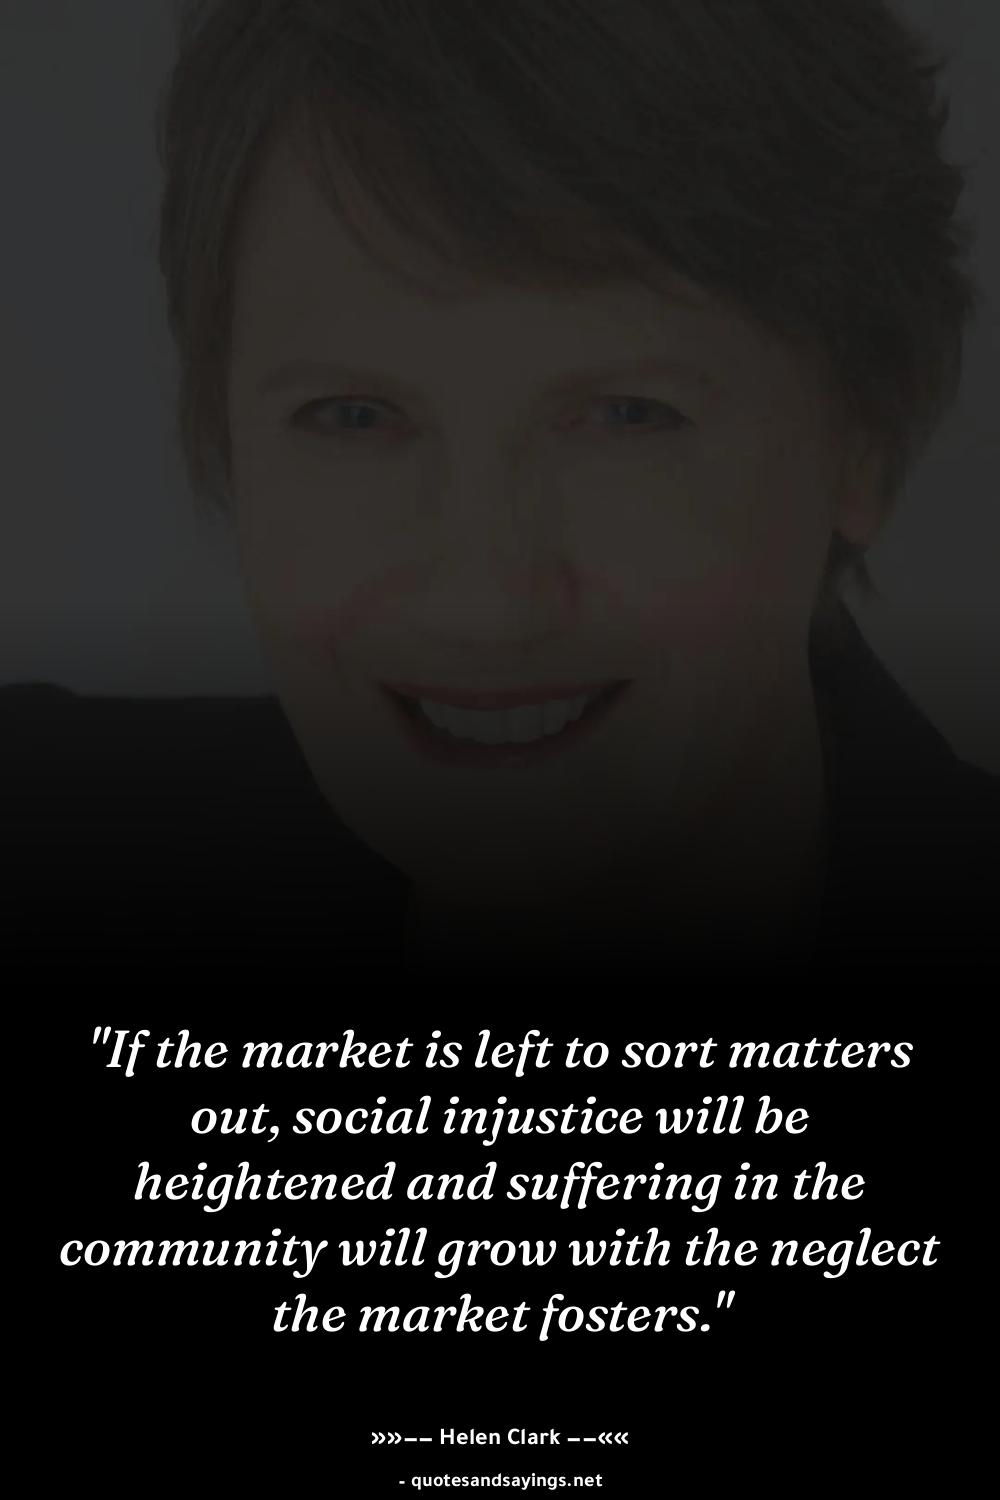 "If the market is left to sort matters
out, social injustice will be
heightened and suffering in the
community will grow with the neglect
the market fosters."
»»–– Helen Clark ––««
- quotesandsayings.net